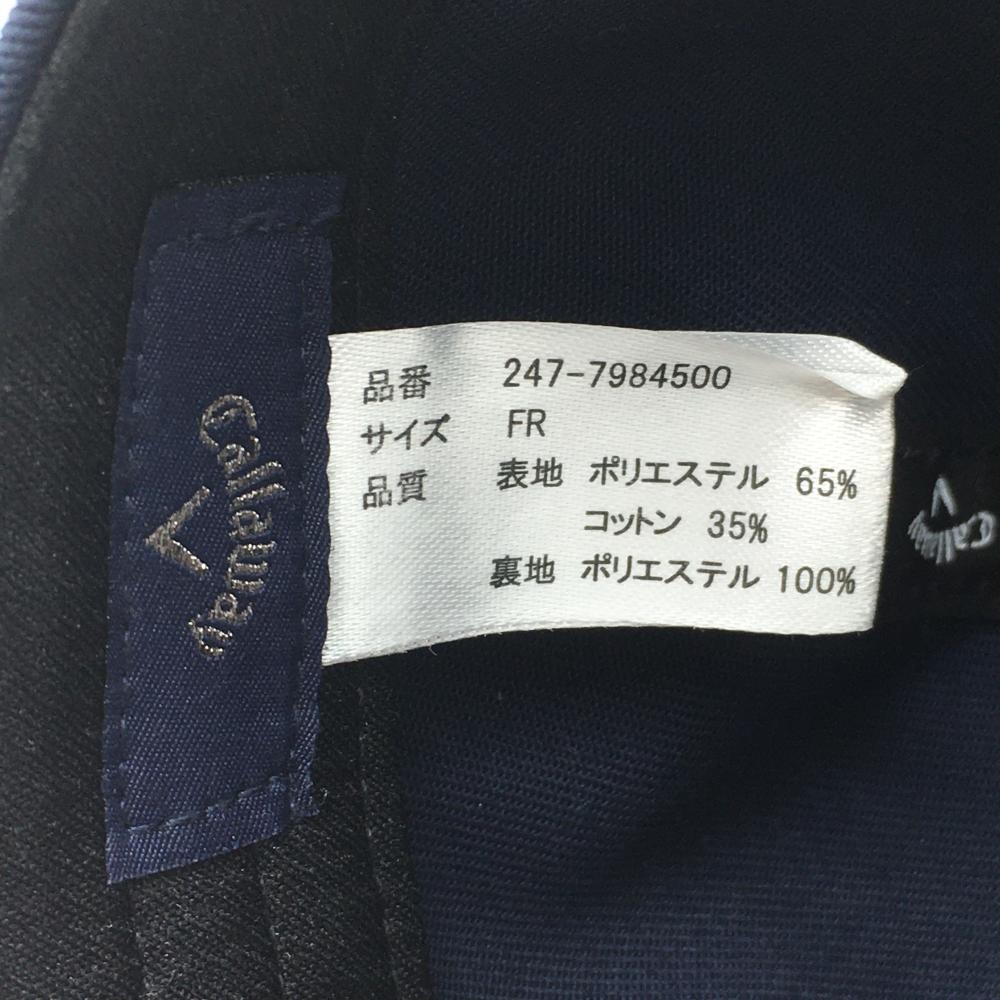 Callaway
品番 247-7984500
サイズ FR
品質 表地 ポリエステル 65%
コットン 35%
裏地 ポリエステル 100%
Callaway